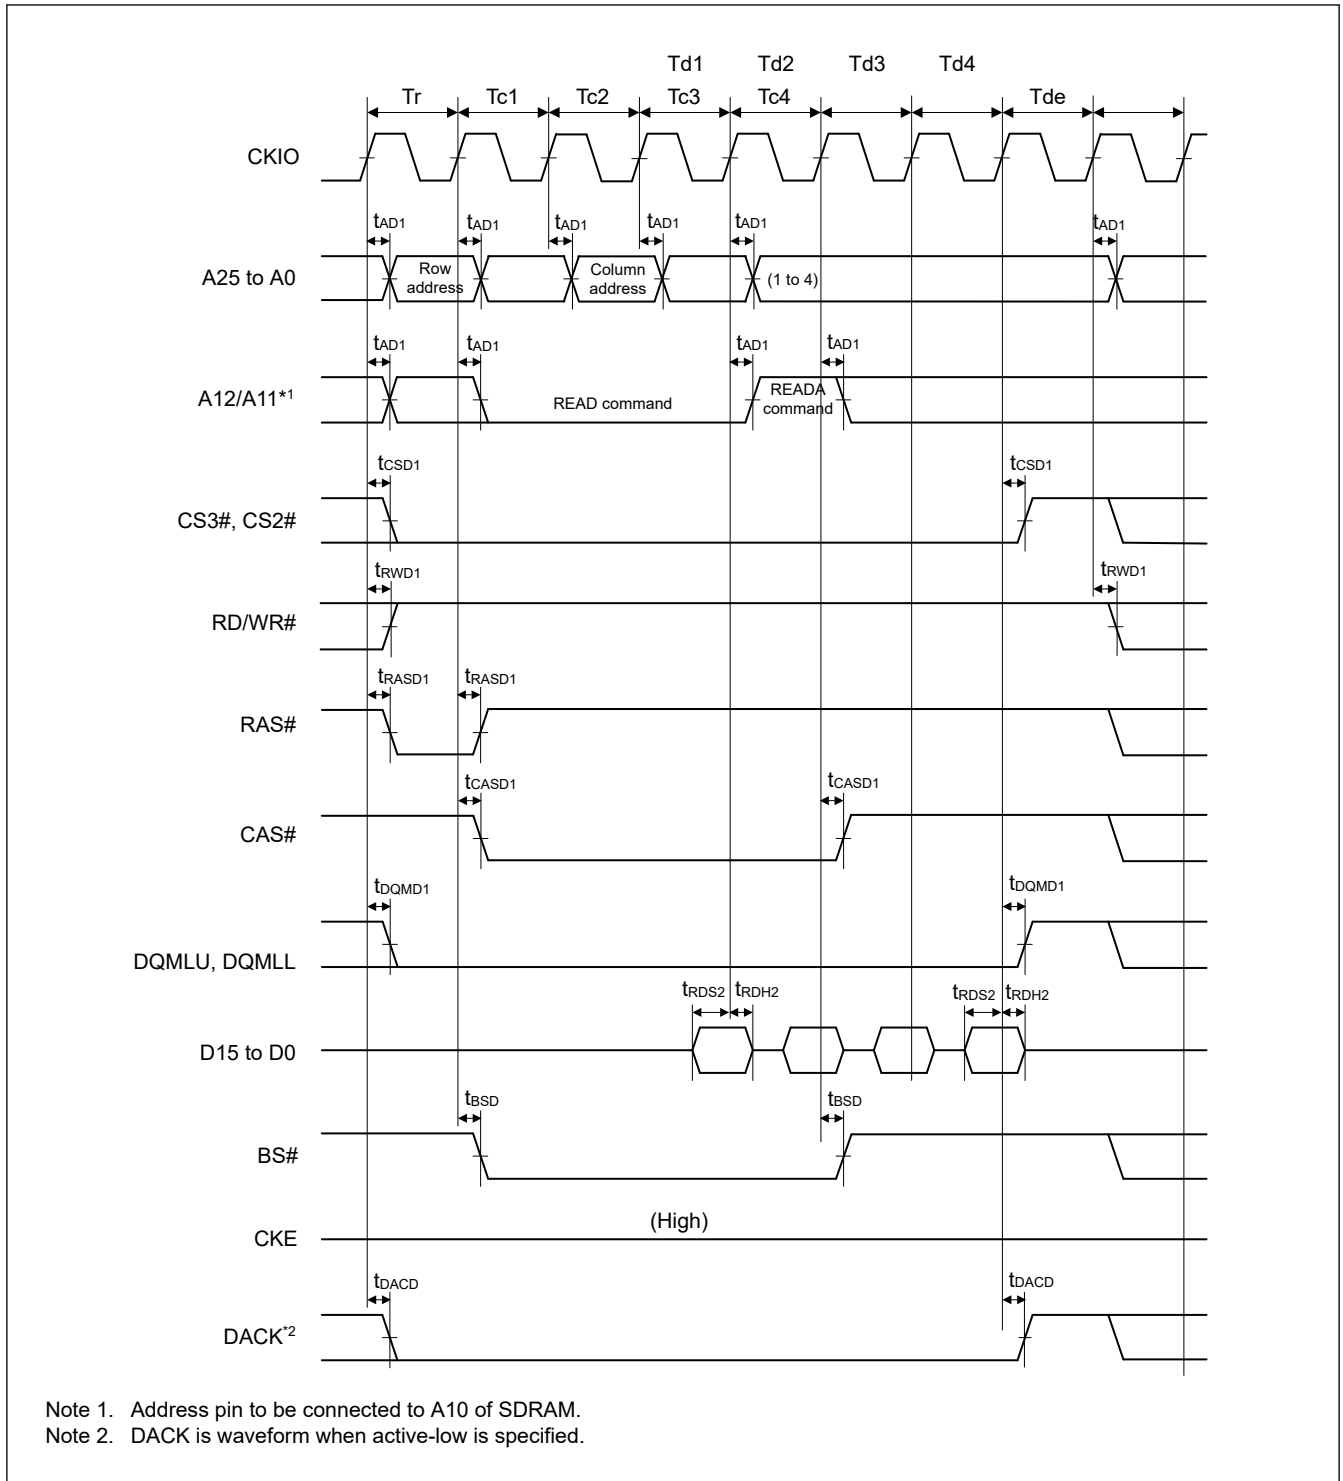 Td1 Td2 Td3 Td4
Tr Tc1 Tc2 Tc3 Tc4 Tde
CKIO
tAD1 tAD1 tAD1 tAD1 tAD1 tAD1
A25 to A0
Row address
Column address
(1 to 4)
tAD1 tAD1 tAD1 tAD1
A12/A11*1
READ command
READA command
tCSD1 tCSD1
CS3#, CS2#
tRWD1 tRWD1
RD/WR#
tRASD1 tRASD1
RAS#
tCASD1 tCASD1
CAS#
tDQMD1 tDQMD1
DQMLU, DQMLL
tRDS2 tRDH2 tRDS2 tRDH2
D15 to D0
tBSD tBSD
BS#
(High)
CKE
tDACD tDACD
DACK*2
Note 1. Address pin to be connected to A10 of SDRAM.
Note 2. DACK is waveform when active-low is specified.